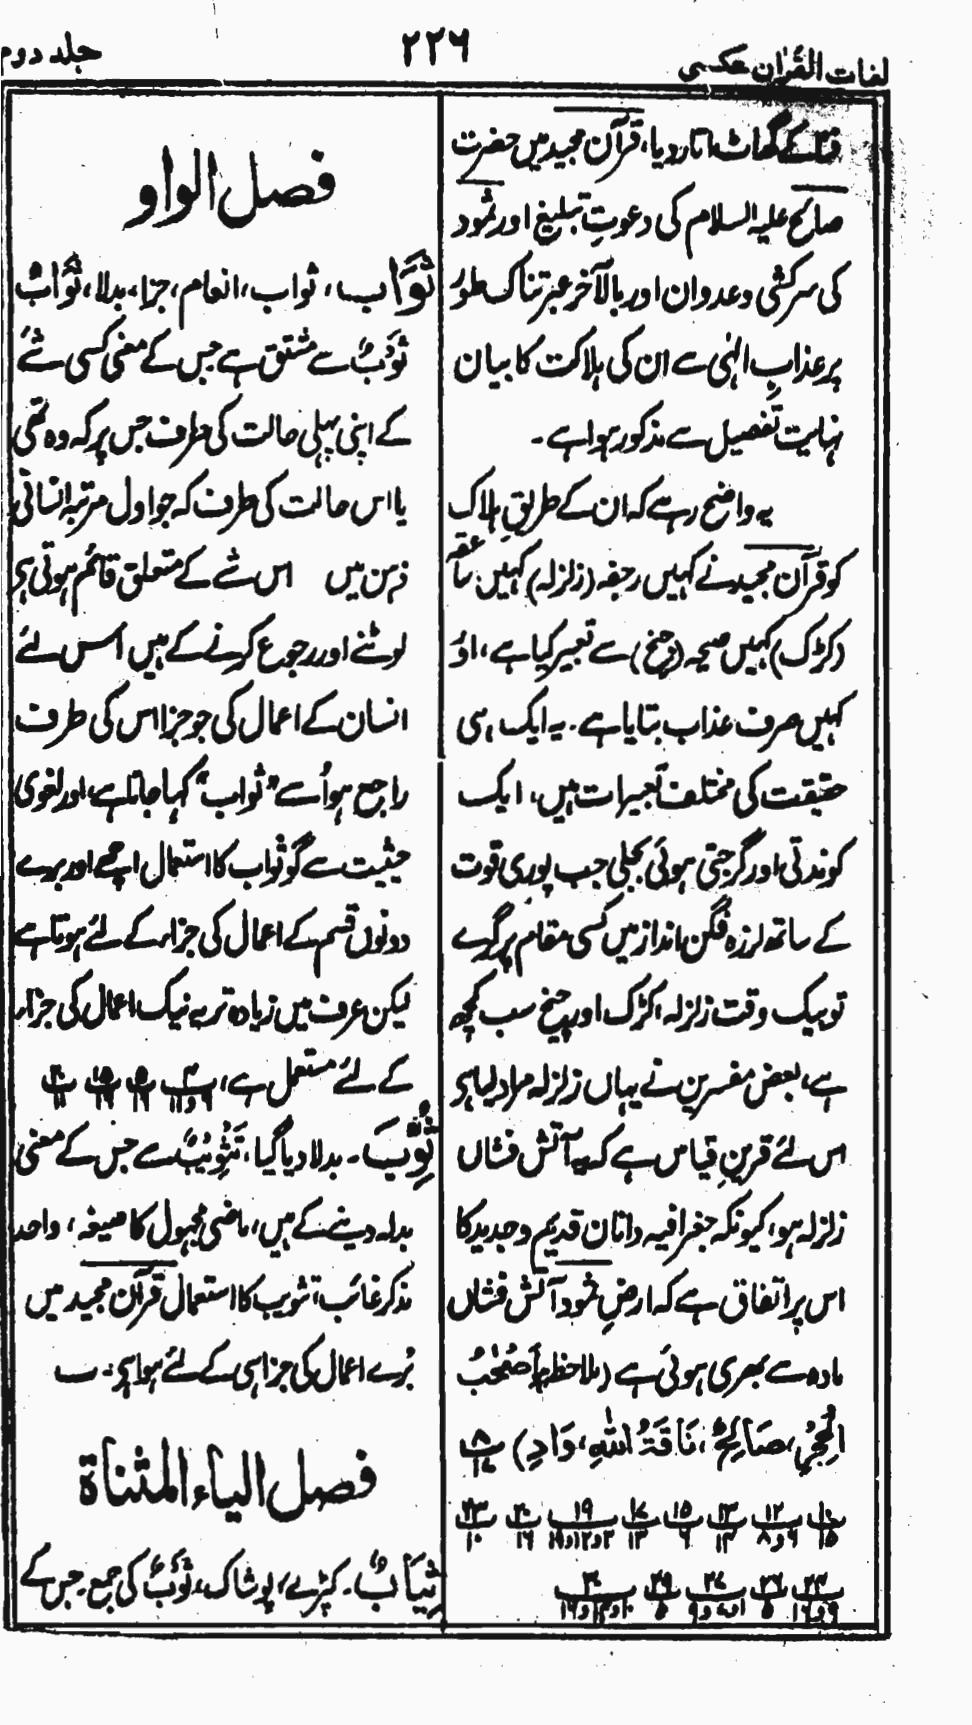 لغات القرآن عکسی
۲۲۶
جلد دوم
کے گھاٹ اتار دیا، قرآن مجید میں حضرت
صالح علیہ السلام کی دعوتِ تبلیغ اور ثمود
کی سرکشی وعدوان اور بالآخر عبرتناک طور
پر عذابِ الٰہی سے ان کی ہلاکت کا بیان
نہایت تفصیل سے مذکور ہوا ہے۔
یہ واضح رہے کہ ان کے طریقِ ہلاک
کو قرآن مجید نے کہیں رجفہ (زلزلہ) کہیں صاعقہ
(کڑک) کہیں صیحہ (چیخ) سے تعبیر کیا ہے، اور
کہیں صرف عذاب بتایا ہے۔ یہ ایک ہی
حقیقت کی مختلف تعبیرات ہیں، ایک
کوندتی اور گرجتی ہوئی بجلی جب پوری قوت
کے ساتھ لرزہ فگن انداز میں کسی مقام پر گرے
تو بیک وقت زلزلہ، کڑک اور چیخ سب کچھ
ہے، بعض مفسرین نے یہاں زلزلہ مراد لیا ہے
اس لئے قرینِ قیاس ہے کہ یہ آتش فشاں
زلزلہ ہو، کیونکہ جغرافیہ دانان قدیم وجدید کا
اس پر اتفاق ہے کہ ارضِ ثمود آتش فشاں
مادہ سے بھری ہوئی ہے (ملاحظہ ہو أَصْحٰبُ
الْحِجْرِ، صَالِحٌ، نَاقَةُ اللّٰہِ، وَادٍ) پ۸
فصل الواو
ثَوَابٌ، ثواب، انعام، جزا، بدلا، ثَوَابٌ
ثَوْبٌ سے مشتق ہے جس کے معنی کسی شے
کے اپنی پہلی حالت کی طرف جس پر کہ وہ تھی
یا اس حالت کی طرف کہ جو اول مرتبہ انسانی
ذہن میں اس شے کے متعلق قائم ہوتی ہے
لوٹنے اور رجوع کرنے کے ہیں اس لئے
انسان کے اعمال کی جو جزا اس کی طرف
راجع ہو اُسے "ثواب" کہا جاتا ہے، اور لغوی
حیثیت سے گو ثواب کا استعمال اچھے اور برے
دونوں قسم کے اعمال کی جزاء کے لئے ہوتا ہے
لیکن عرف میں زیادہ تر یہ نیک اعمال کی جزاء
کے لئے مستعمل ہے،
ثُوِّبَ۔ بدلا دیا گیا، تَثْوِیْبٌ سے جس کے معنی
بدلہ دینے کے ہیں، ماضی مجہول کا صیغہ، واحد
مذکر غائب، تثویب کا استعمال قرآن مجید میں
بُرے اعمال کی جزا ہی کے لئے ہوا ہے۔ پ
فصل الیاء المثناۃ
ثِیَابٌ۔ کپڑے، پوشاک، ثَوْبٌ کی جمع۔ جس کے